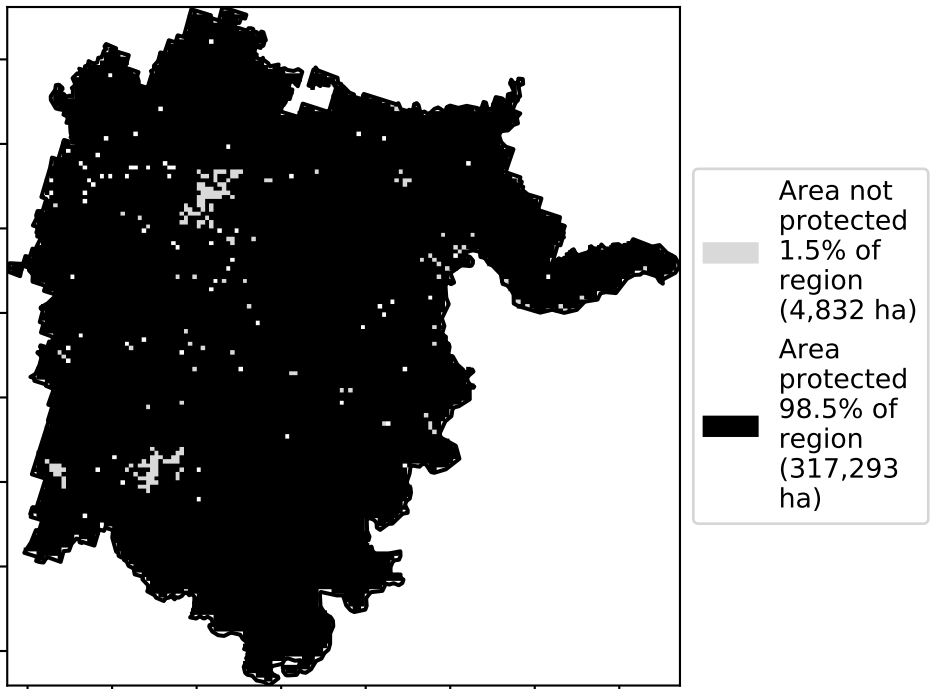 Area not
protected
1.5% of
region
(4,832 ha)
Area
protected
98.5% of
region
(317,293
ha)